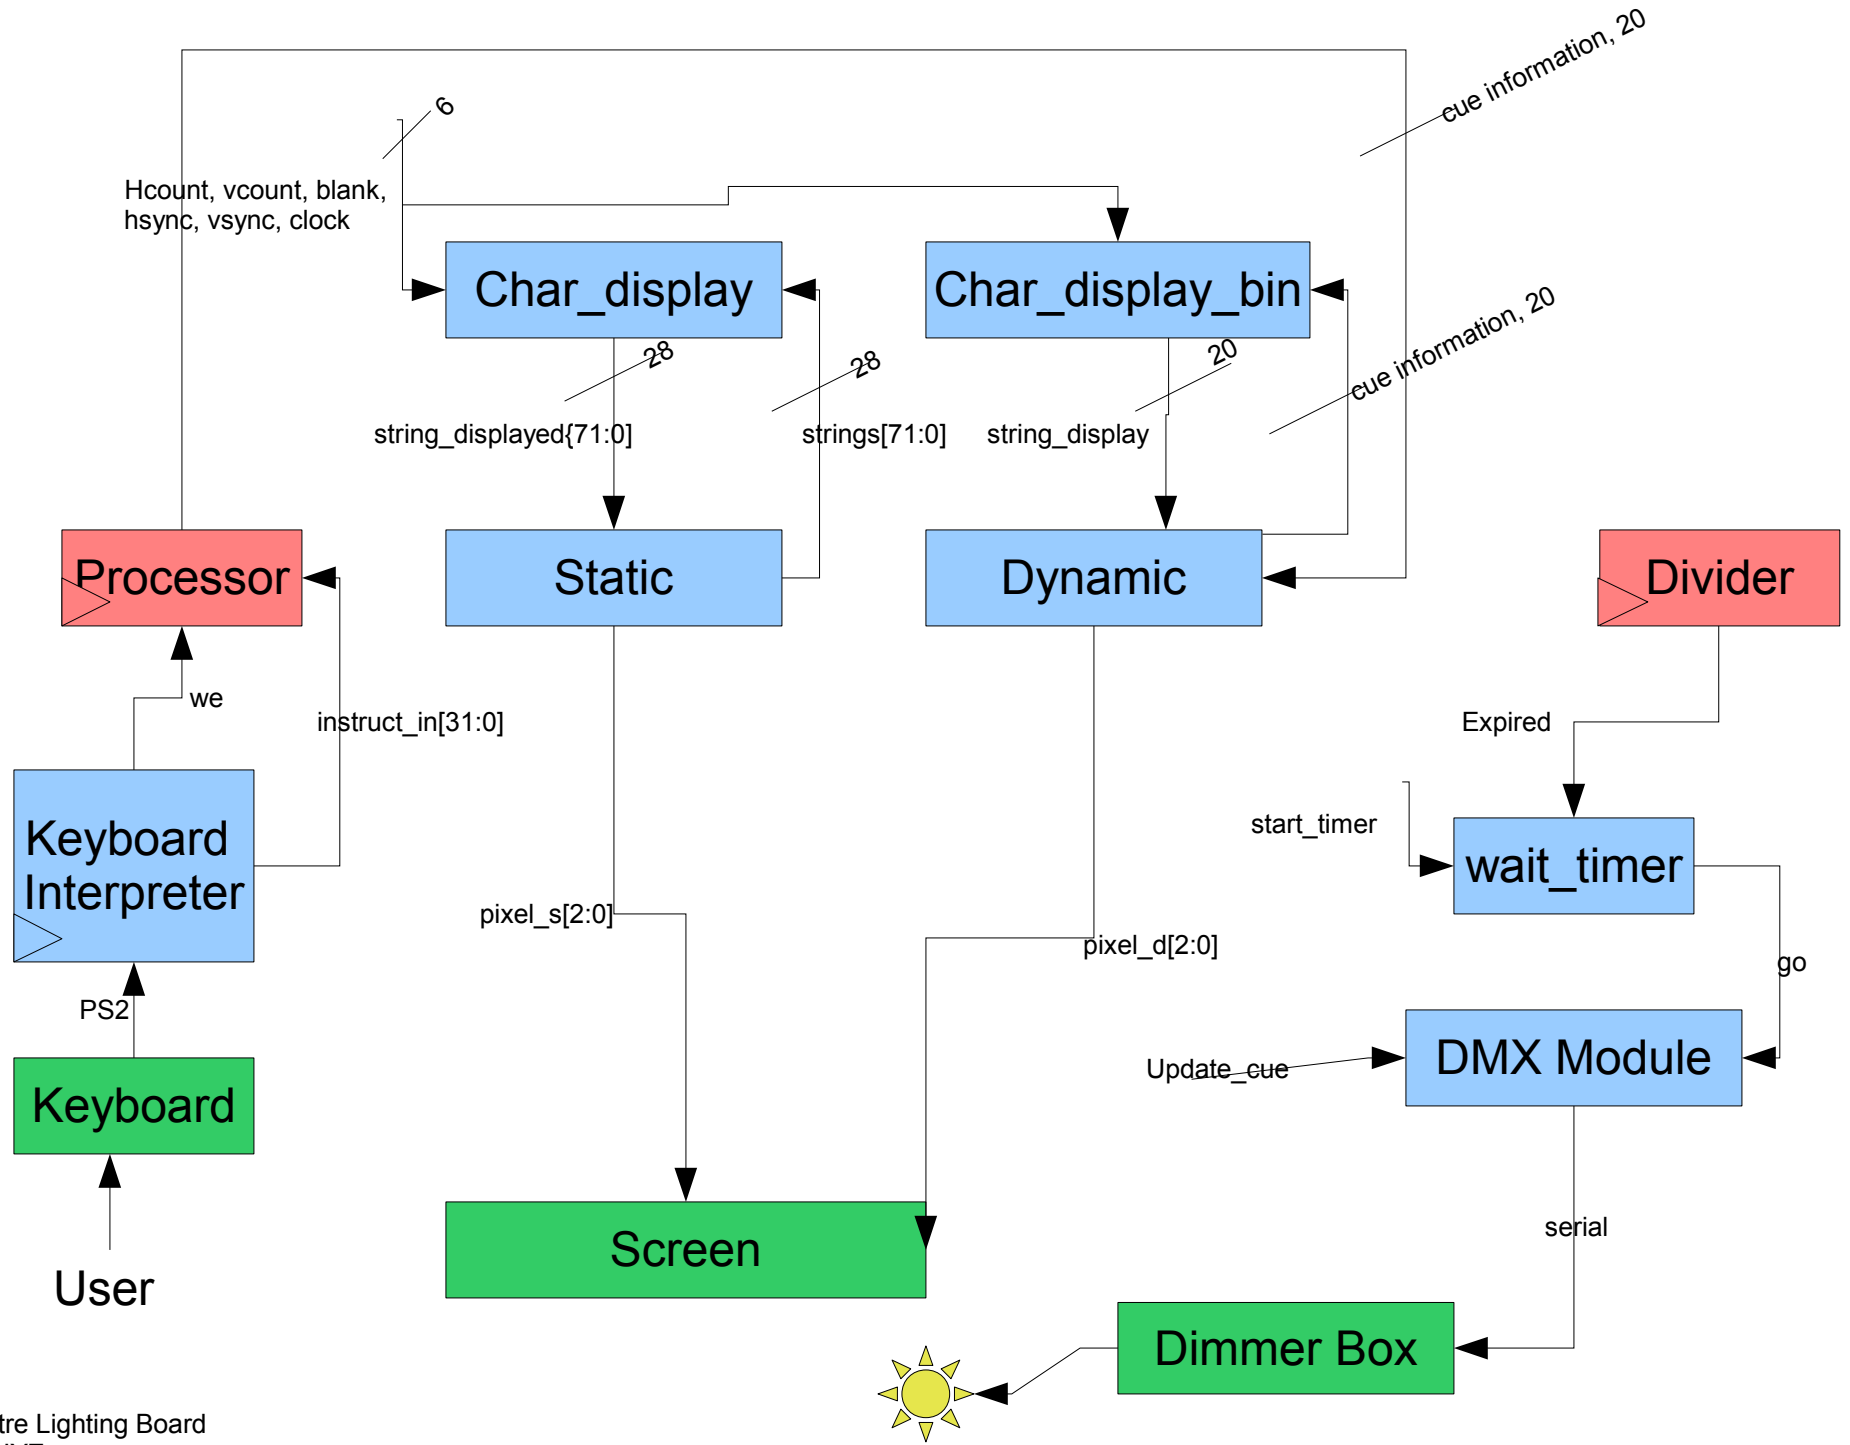 cue information, 20
6
Hcount, vcount, blank,
hsync, vsync, clock
Char_display
Char_display_bin
cue information, 20
28
28
20
string_displayed{71:0]
strings[71:0]
string_display
Processor
Static
Dynamic
Divider
we
instruct_in[31:0]
Expired
start_timer
Keyboard
Interpreter
wait_timer
pixel_s[2:0]
pixel_d[2:0]
go
PS2
DMX Module
Update_cue
Keyboard
serial
Screen
User
Dimmer Box
tre Lighting Board